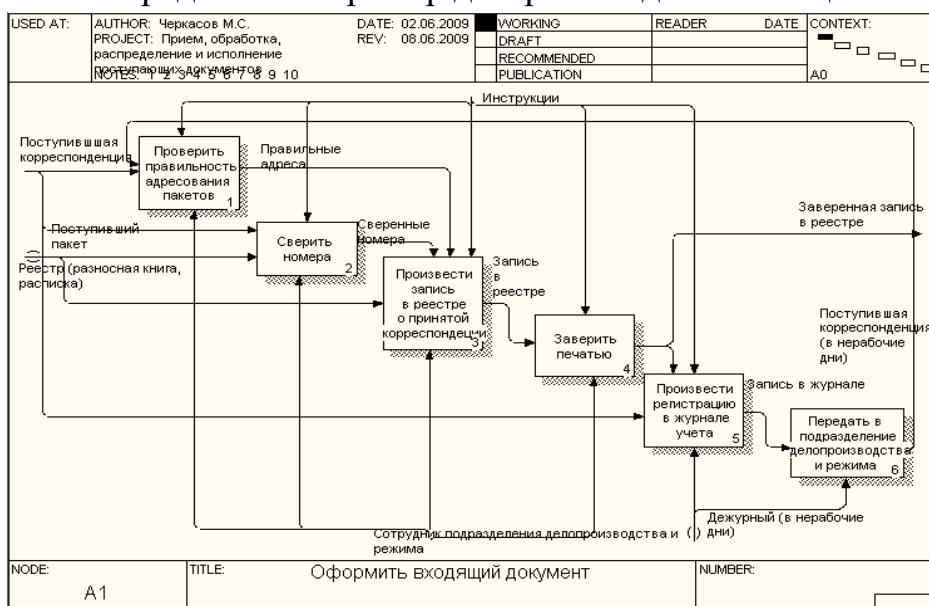 USED AT:
AUTHOR: Черкасов М.С.
DATE: 02.06.2009
PROJECT: Прием, обработка,
REV: 08.06.2009
распределение и исполнение
поступающих документов
NOTES: 1 2 3 4 5 6 7 8 9 10
WORKING
READER
DATE
CONTEXT:
DRAFT
RECOMMENDED
PUBLICATION
A0
Инструкции
Поступившая
корреспонденция
Проверить
правильность
адресования
пакетов
1
Правильные
адреса
Поступивший
пакет
Реестр (разносная книга,
расписка)
Сверить
номера
2
Сверенные
номера
Произвести
запись
в реестре
о принятой
корреспонденции
3
Запись
в
реестре
Заверенная запись
в реестре
Заверить
печатью
4
Поступившая
корреспонденция
(в нерабочие
дни)
Произвести
регистрацию
в журнале
учета
5
Запись в журнале
Передать в
подразделение
делопроизводства
и режима
6
Сотрудник подразделения делопроизводства и
режима
Дежурный (в нерабочие
дни)
NODE:
A1
TITLE:
Оформить входящий документ
NUMBER: